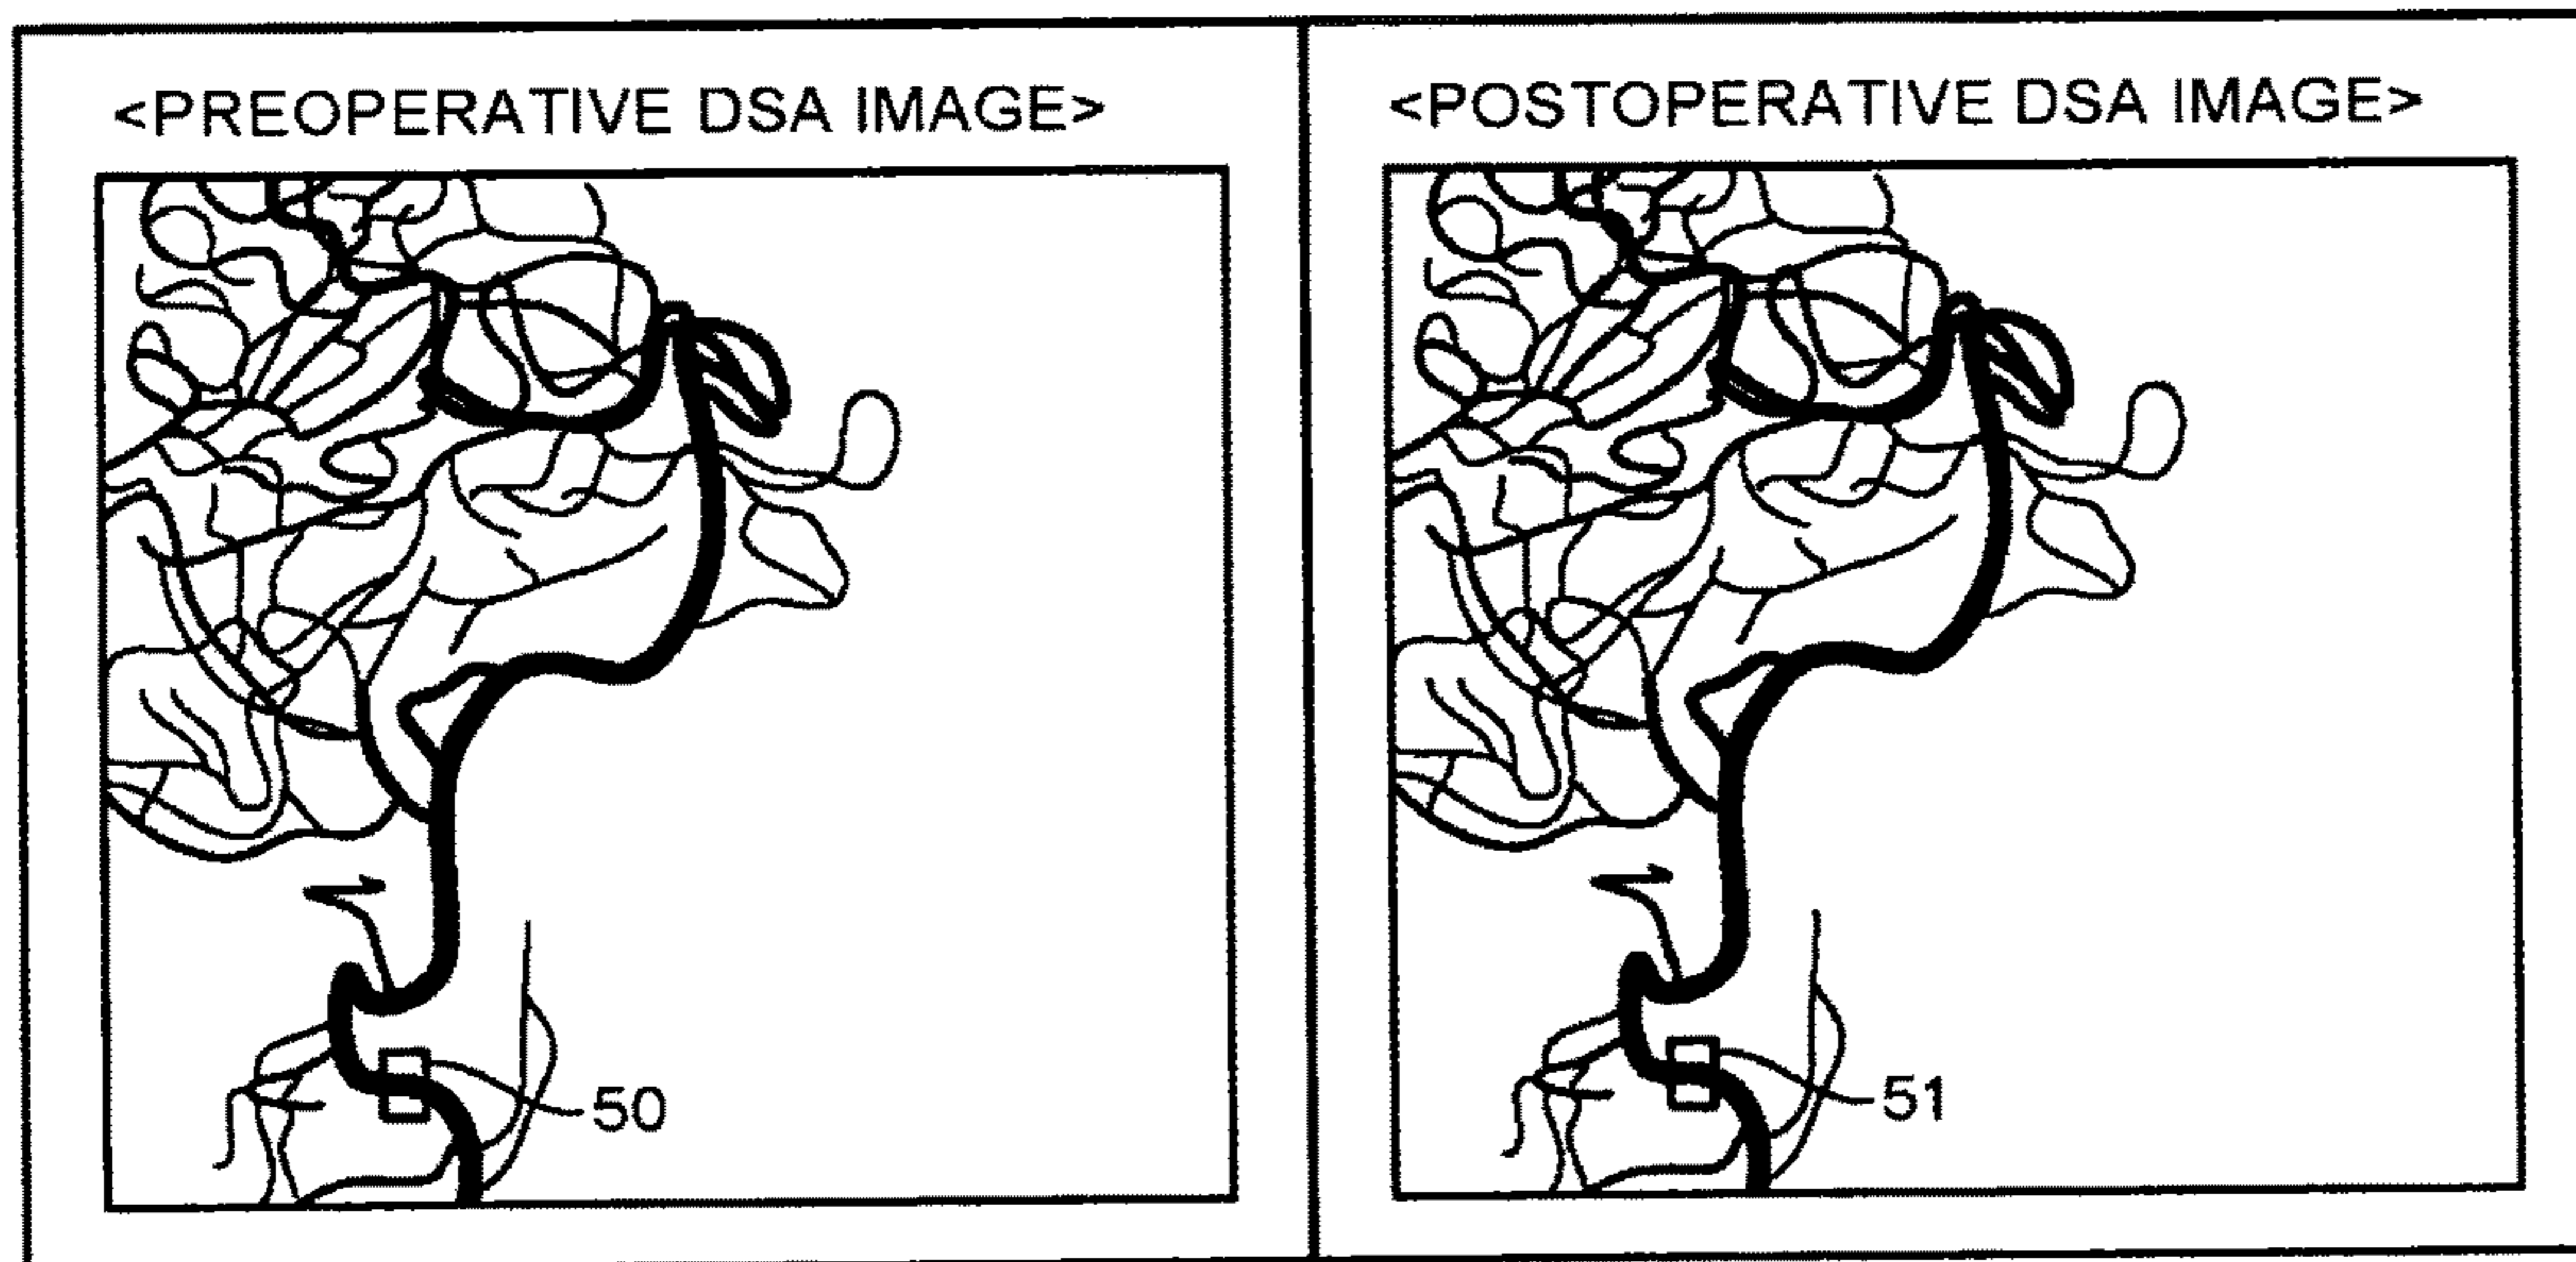 <PREOPERATIVE DSA IMAGE>
50
<POSTOPERATIVE DSA IMAGE>
51